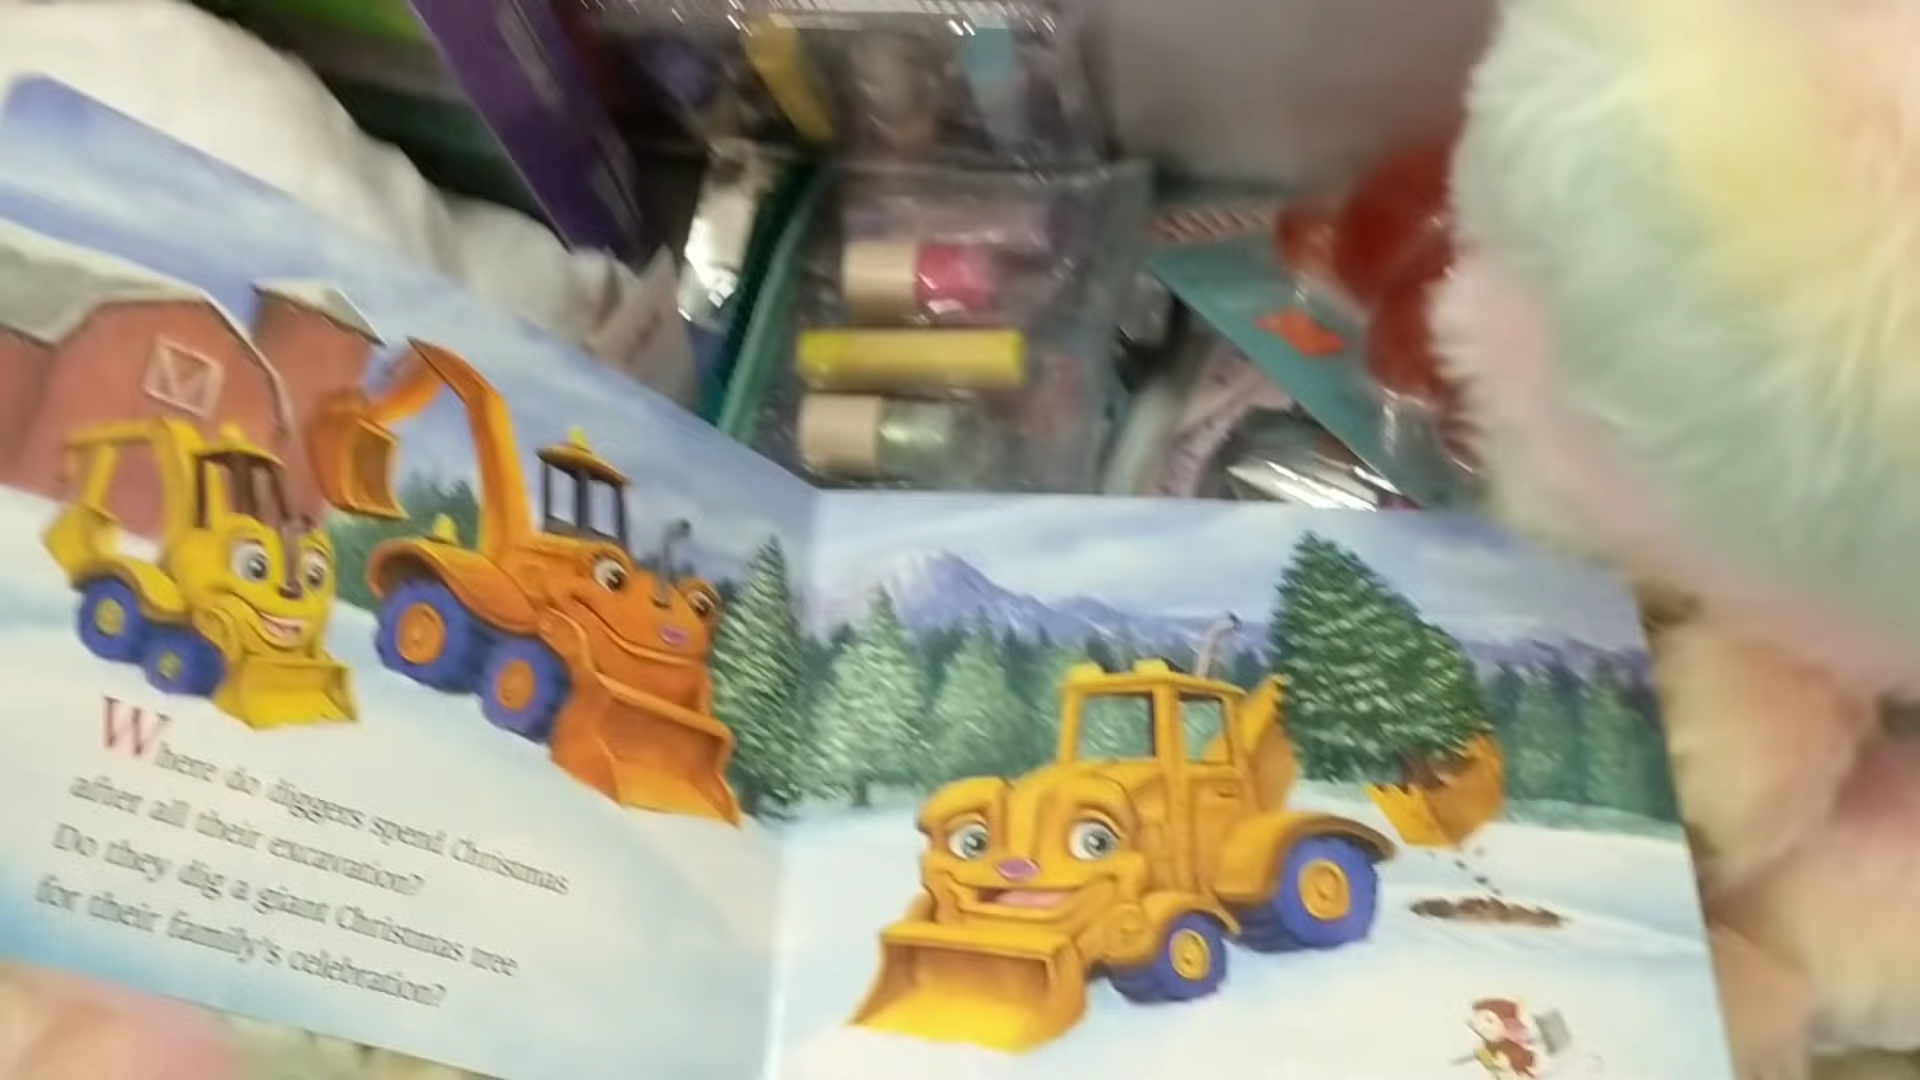 Where do diggers spend Christmas
after all their excavation?
Do they dig a giant Christmas tree
for their family's celebration?